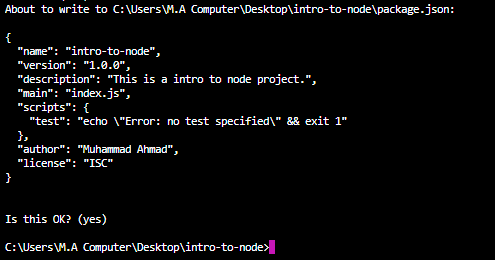 About to write to C:\Users\M.A Computer\Desktop\intro-to-node\package.json:
{
  "name": "intro-to-node",
  "version": "1.0.0",
  "description": "This is a intro to node project.",
  "main": "index.js",
  "scripts": {
    "test": "echo \"Error: no test specified\" && exit 1"
  },
  "author": "Muhammad Ahmad",
  "license": "ISC"
}
Is this OK? (yes)
C:\Users\M.A Computer\Desktop\intro-to-node>